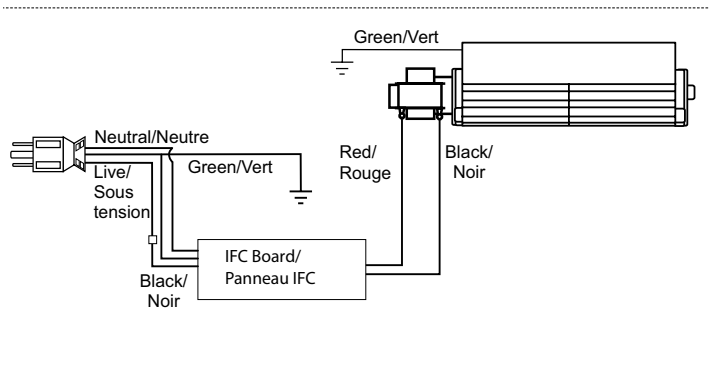 Green/Vert
Neutral/Neutre
Green/Vert
Live/
Sous
tension
Red/
Rouge
Black/
Noir
IFC Board/
Panneau IFC
Black/
Noir